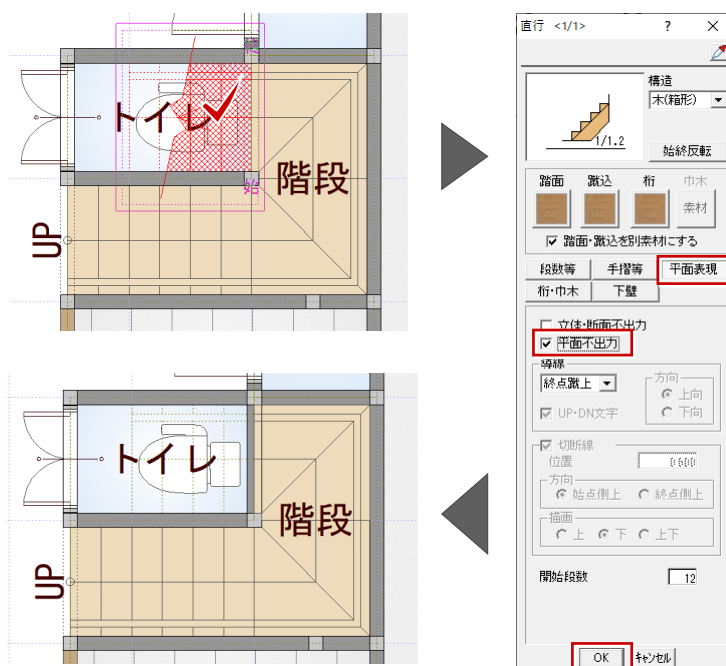 トイレ
階段
UP
始
トイレ
階段
UP
直行 <1/1>
?
×
構造
木(箱形)
1/1.2
始終反転
踏面
蹴込
桁
巾木
素材
踏面・蹴込を別素材にする
段数等
手摺等
平面表現
桁・巾木
下壁
立体・断面不出力
平面不出力
導線
終点蹴上
UP・DN文字
方向
上向
下向
切断線
位置
0.600
方向
始点側上
終点側上
描画
上
下
上下
開始段数
12
OK
キャンセル